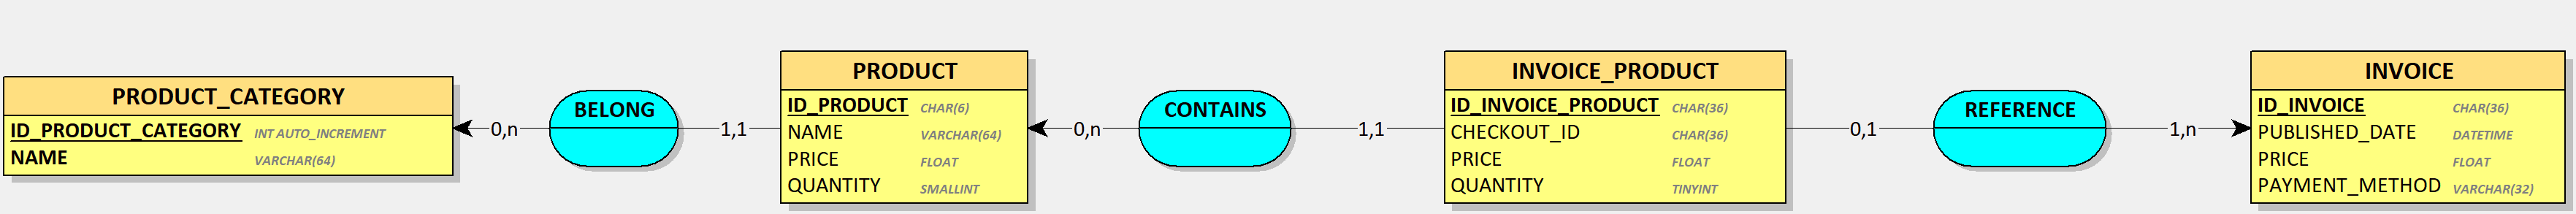 PRODUCT_CATEGORY
ID_PRODUCT_CATEGORY INT AUTO_INCREMENT
NAME VARCHAR(64)
0,n
BELONG
1,1
PRODUCT
ID_PRODUCT CHAR(6)
NAME VARCHAR(64)
PRICE FLOAT
QUANTITY SMALLINT
0,n
CONTAINS
1,1
INVOICE_PRODUCT
ID_INVOICE_PRODUCT CHAR(36)
CHECKOUT_ID CHAR(36)
PRICE FLOAT
QUANTITY TINYINT
0,1
REFERENCE
1,n
INVOICE
ID_INVOICE CHAR(36)
PUBLISHED_DATE DATETIME
PRICE FLOAT
PAYMENT_METHOD VARCHAR(32)